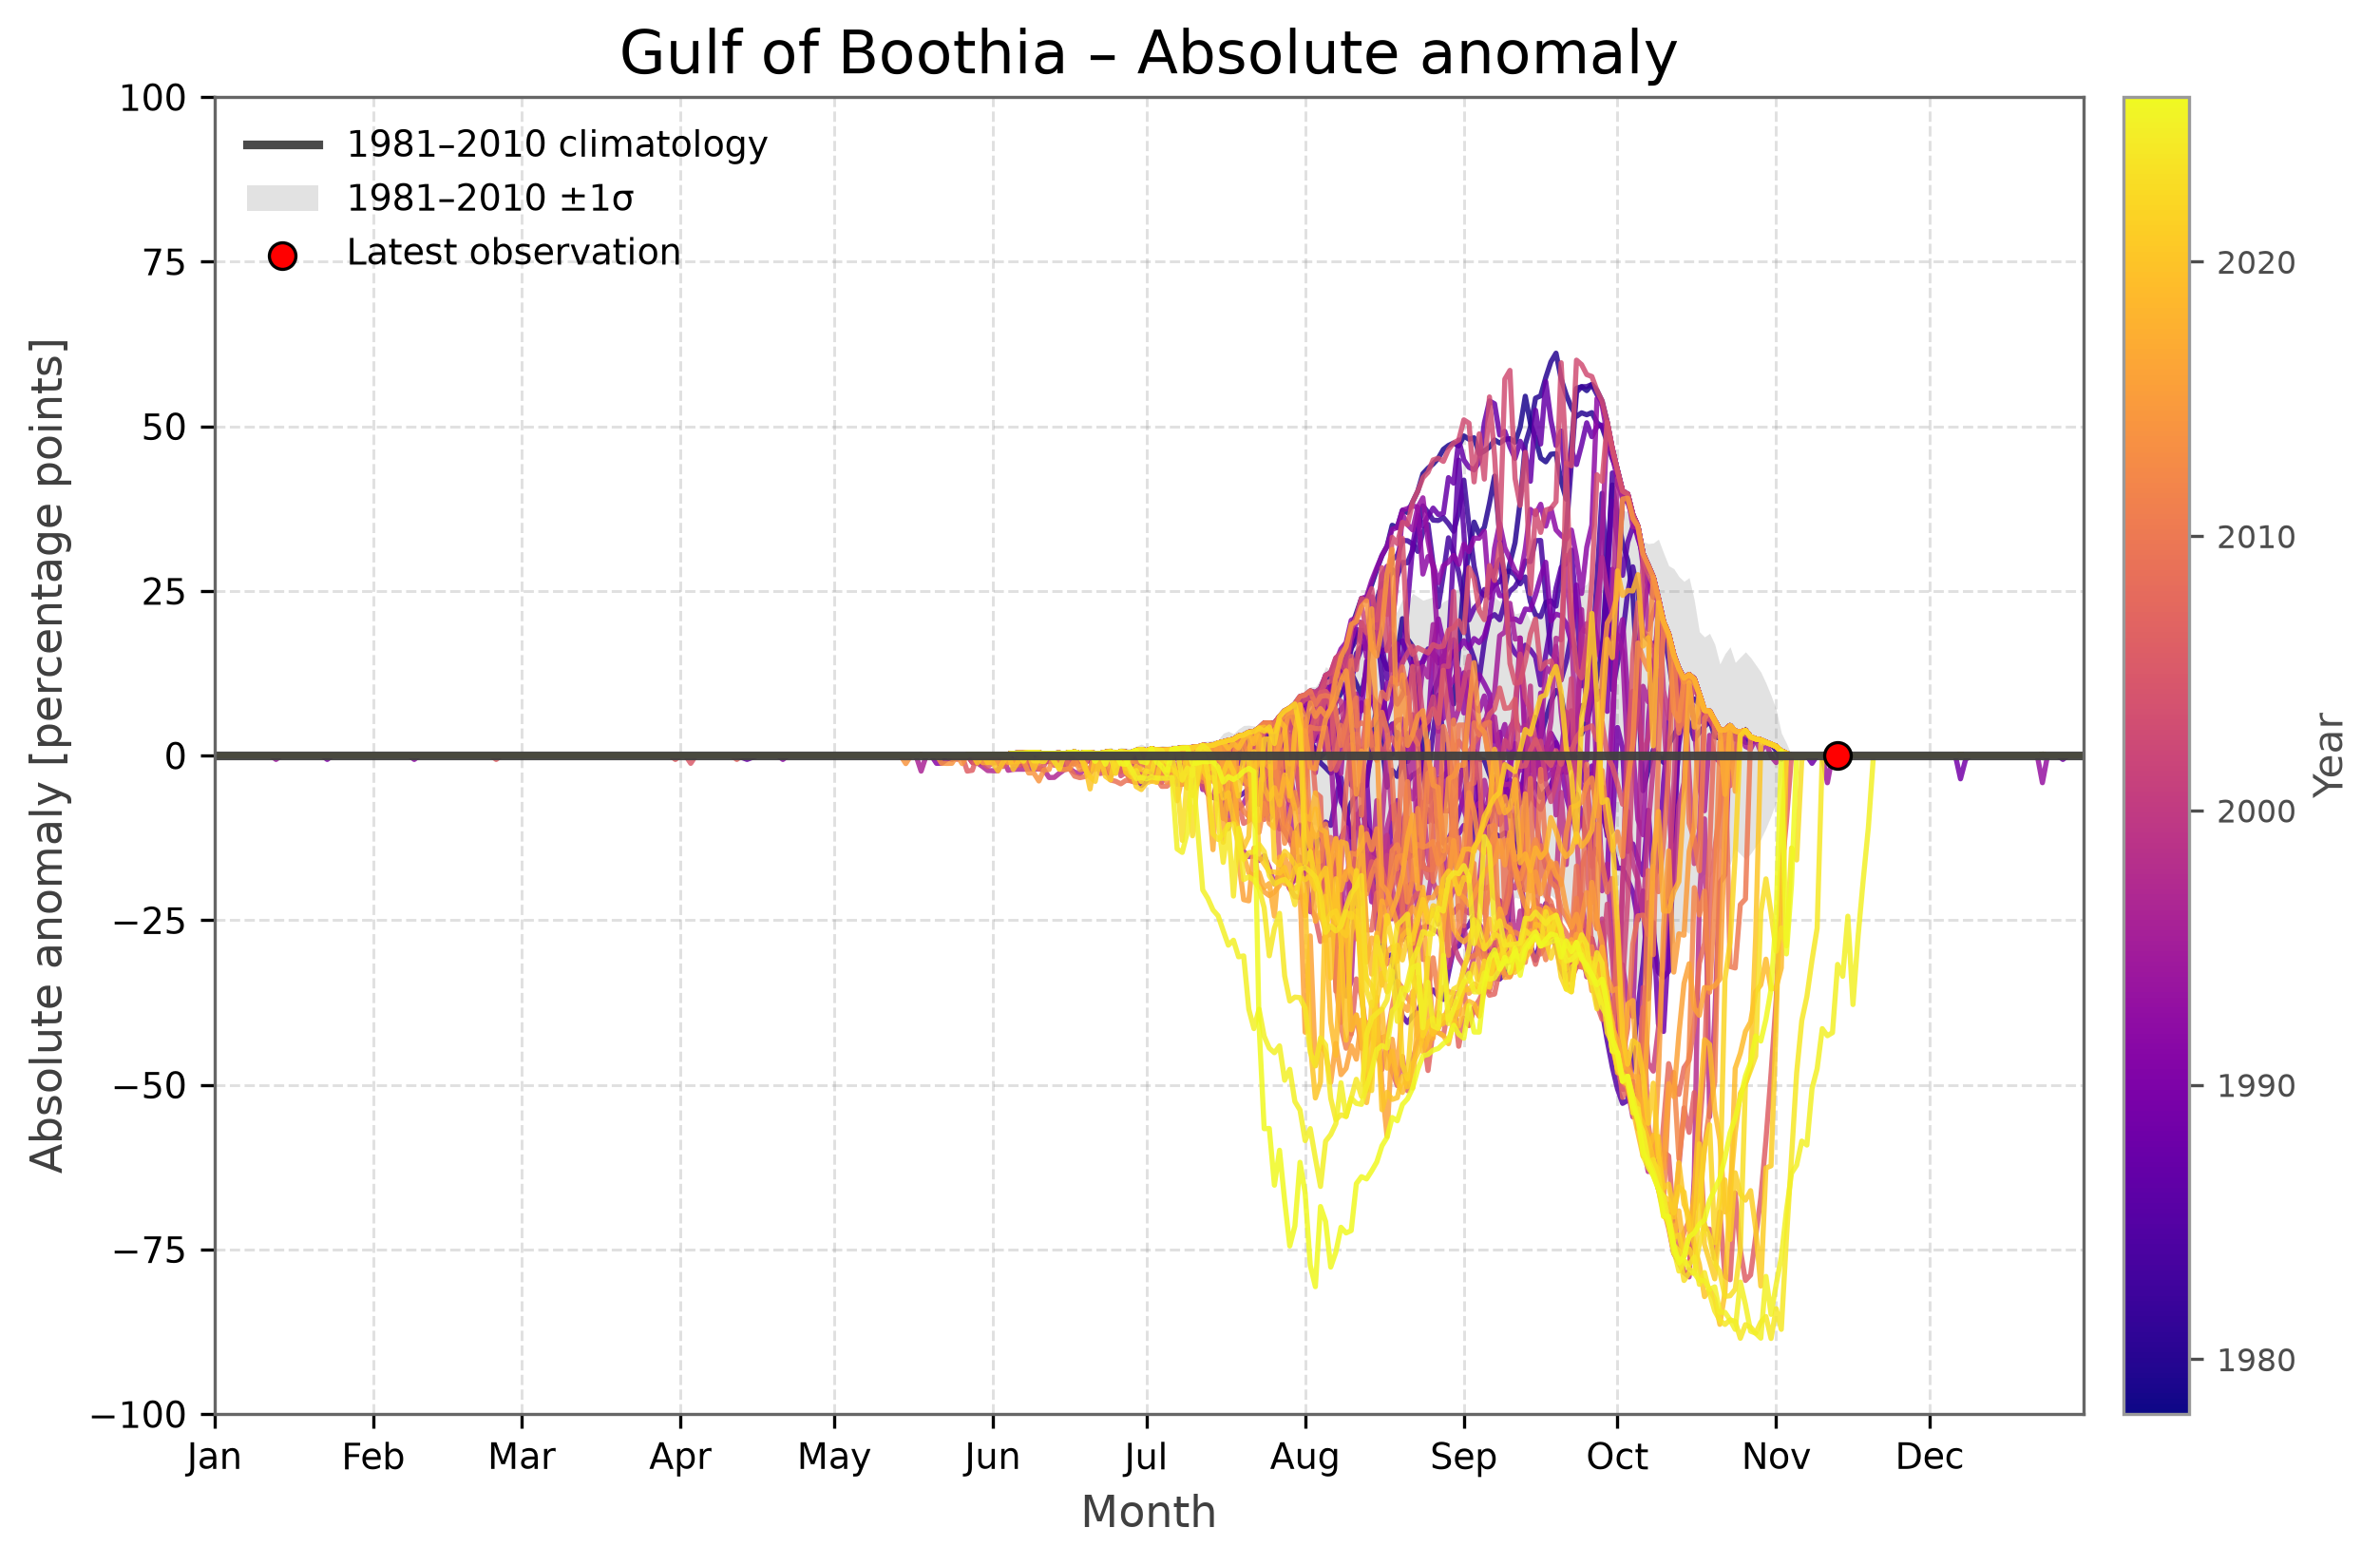 Gulf of Boothia – Absolute anomaly
1981–2010 climatology
1981–2010 ±1σ
Latest observation
Absolute anomaly [percentage points]
100
75
50
25
0
−25
−50
−75
−100
Jan Feb Mar Apr May Jun Jul Aug Sep Oct Nov Dec
Month
2020
2010
2000
1990
1980
Year